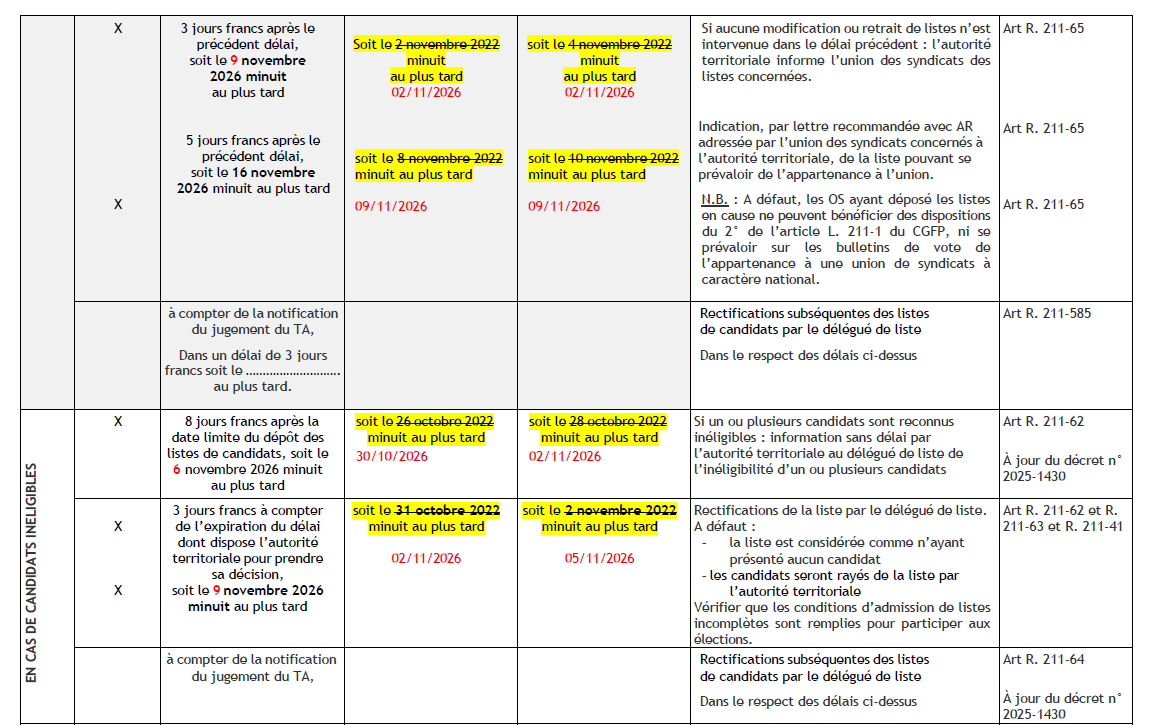 X
3 jours francs après le
précédent délai,
soit le 9 novembre
2026 minuit
au plus tard
Soit le 2 novembre 2022
minuit
au plus tard
02/11/2026
soit le 4 novembre 2022
minuit
au plus tard
02/11/2026
Si aucune modification ou retrait de listes n’est
intervenue dans le délai précédent : l’autorité
territoriale informe l’union des syndicats des
listes concernées.
Art R. 211-65
5 jours francs après le
précédent délai,
soit le 16 novembre
2026 minuit au plus tard
X
soit le 8 novembre 2022
minuit au plus tard
09/11/2026
soit le 10 novembre 2022
minuit au plus tard
09/11/2026
Indication, par lettre recommandée avec AR
adressée par l’union des syndicats concernés à
l’autorité territoriale, de la liste pouvant se
prévaloir de l’appartenance à l’union.
Art R. 211-65
N.B. : A défaut, les OS ayant déposé les listes
en cause ne peuvent bénéficier des dispositions
du 2° de l’article L. 211-1 du CGFP, ni se
prévaloir sur les bulletins de vote de
l’appartenance à une union de syndicats à
caractère national.
Art R. 211-65
à compter de la notification
du jugement du TA,
Dans un délai de 3 jours
francs soit le ............................
au plus tard.
Rectifications subséquentes des listes
de candidats par le délégué de liste
Dans le respect des délais ci-dessus
Art R. 211-585
EN CAS DE CANDIDATS INELIGIBLES
X
8 jours francs après la
date limite du dépôt des
listes de candidats, soit le
6 novembre 2026 minuit
au plus tard
soit le 26 octobre 2022
minuit au plus tard
30/10/2026
soit le 28 octobre 2022
minuit au plus tard
02/11/2026
Si un ou plusieurs candidats sont reconnus
inéligibles : information sans délai par
l’autorité territoriale au délégué de liste de
l’inéligibilité d’un ou plusieurs candidats
Art R. 211-62
À jour du décret n°
2025-1430
X
X
3 jours francs à compter
de l’expiration du délai
dont dispose l’autorité
territoriale pour prendre
sa décision,
soit le 9 novembre 2026
minuit au plus tard
soit le 31 octobre 2022
minuit au plus tard
02/11/2026
soit le 2 novembre 2022
minuit au plus tard
05/11/2026
Rectifications de la liste par le délégué de liste.
A défaut :
- la liste est considérée comme n’ayant
présenté aucun candidat
- les candidats seront rayés de la liste par
l’autorité territoriale
Vérifier que les conditions d’admission de listes
incomplètes sont remplies pour participer aux
élections.
Art R. 211-62 et R.
211-63 et R. 211-41
à compter de la notification
du jugement du TA,
Rectifications subséquentes des listes
de candidats par le délégué de liste
Dans le respect des délais ci-dessus
Art R. 211-64
À jour du décret n°
2025-1430